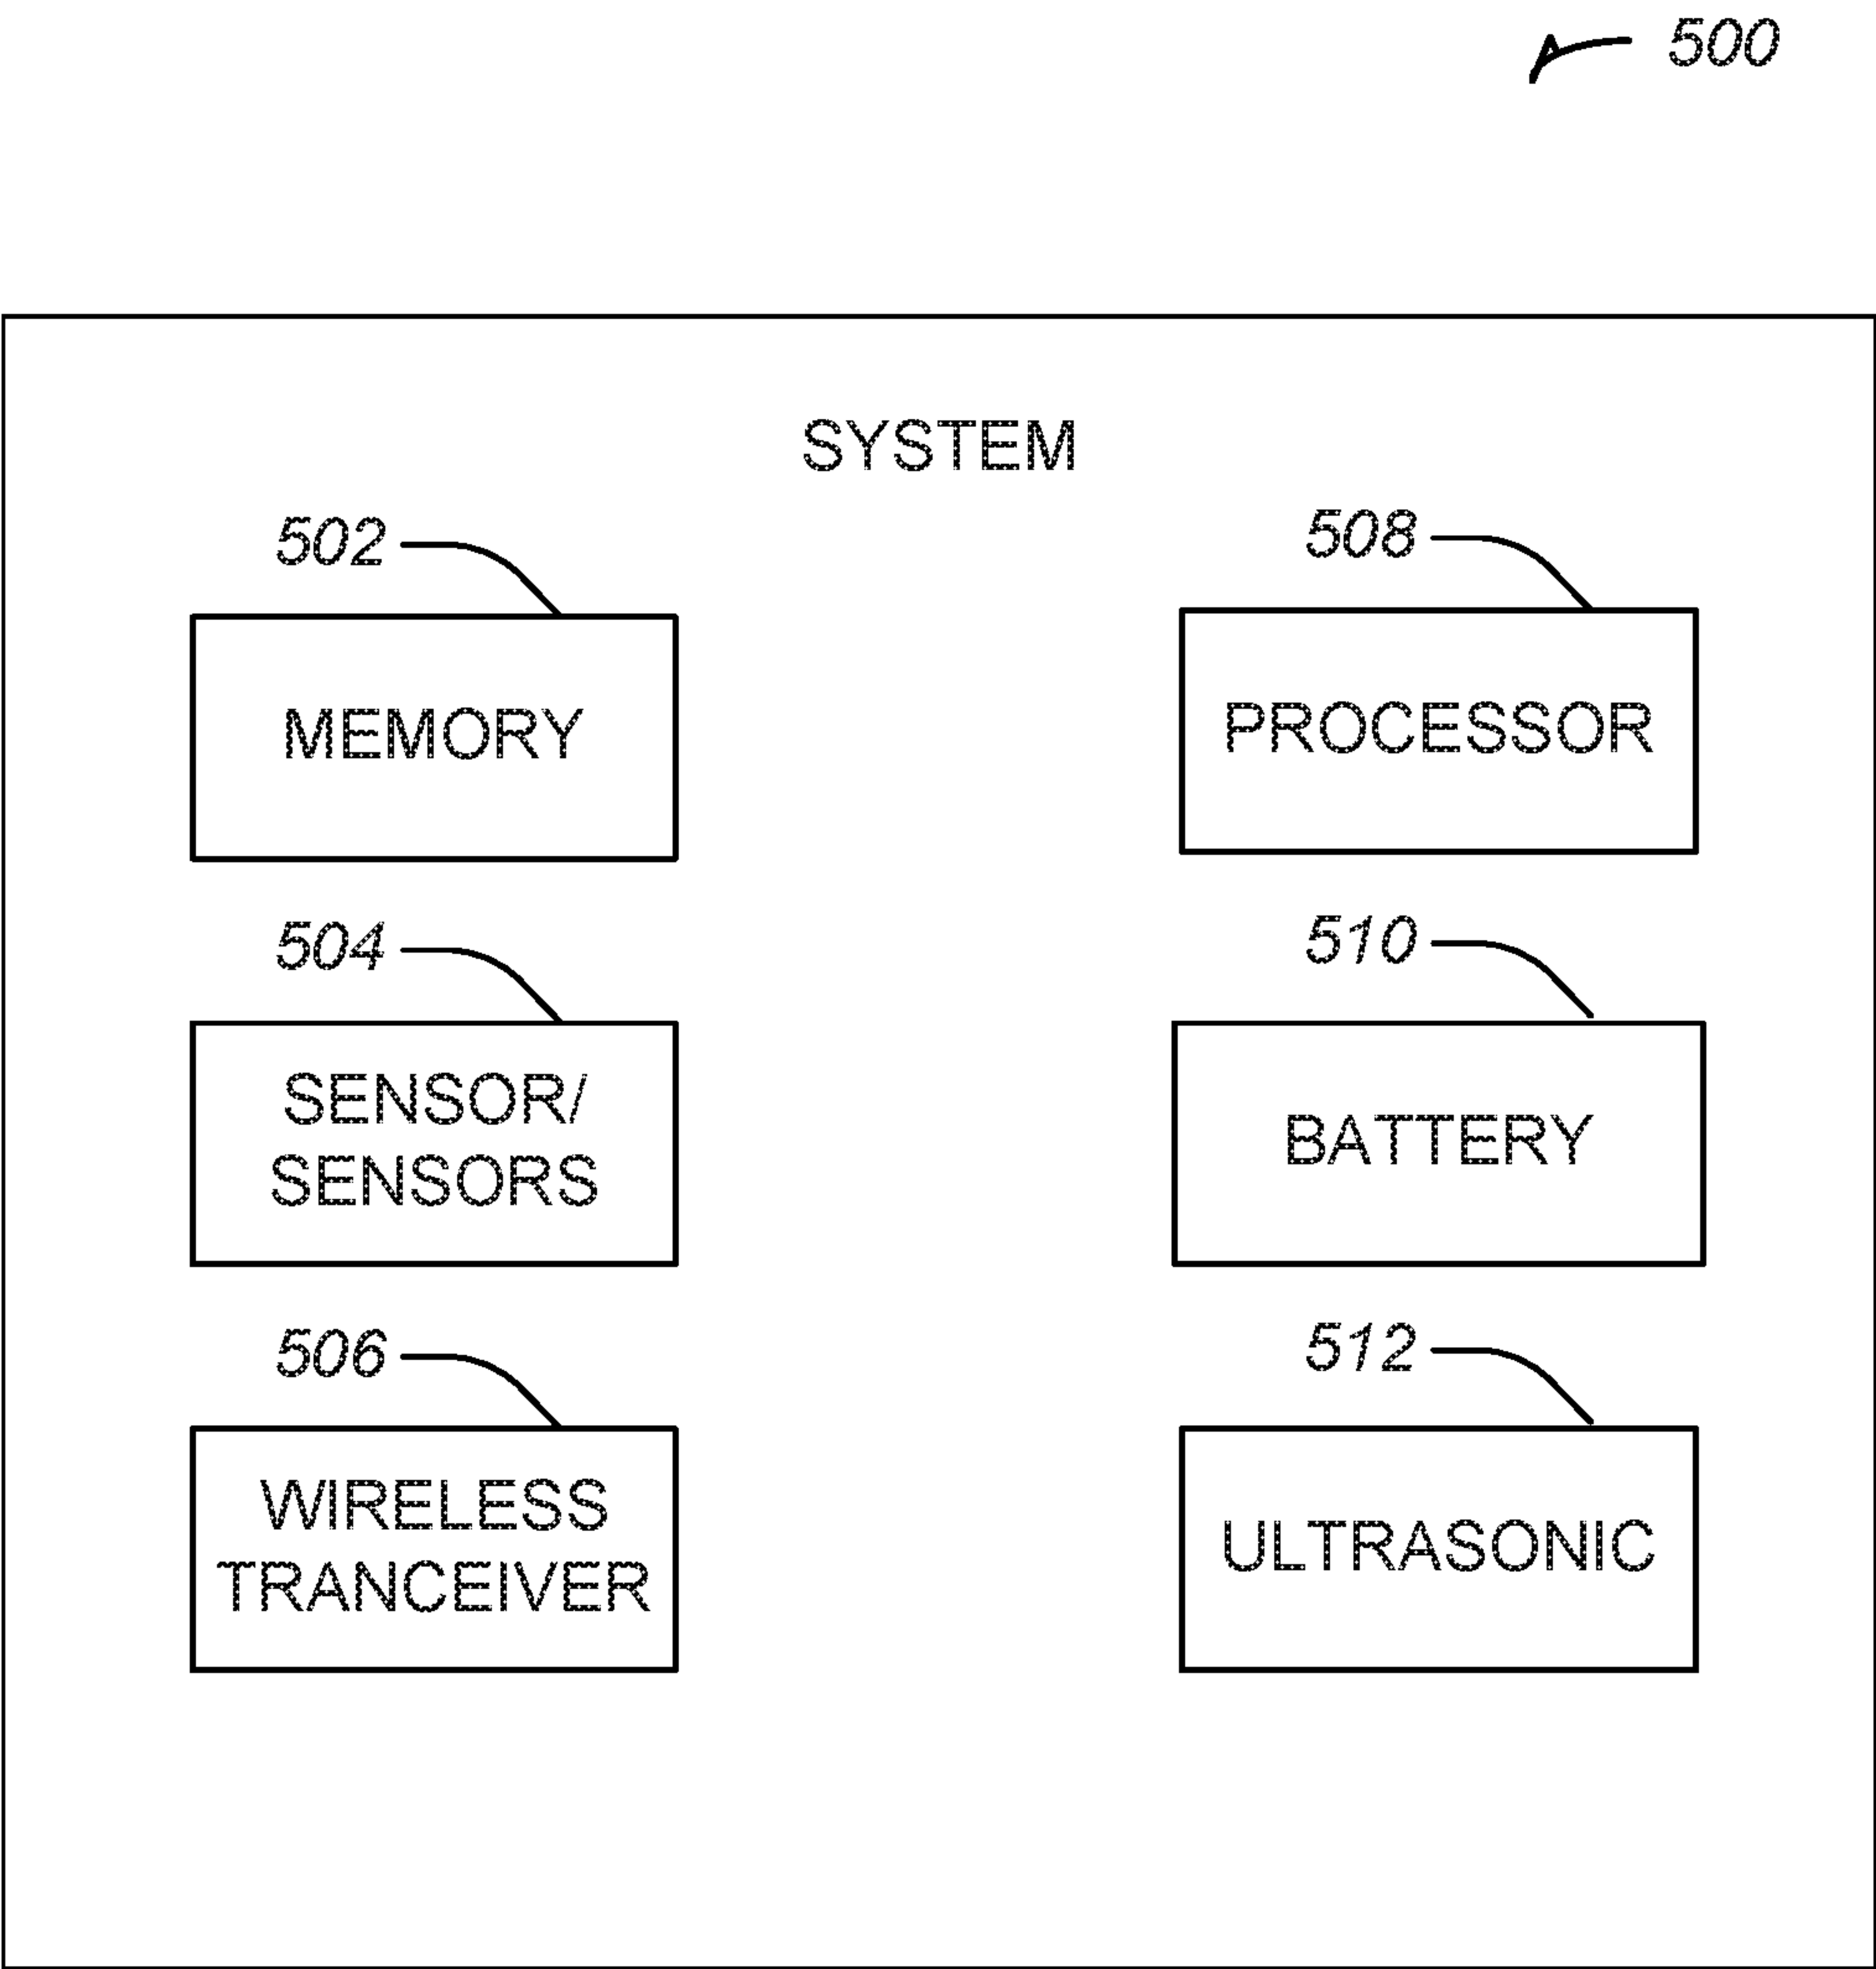 500
SYSTEM
502
508
MEMORY
PROCESSOR
504
510
SENSOR/
SENSORS
BATTERY
506
512
WIRELESS
TRANCEIVER
ULTRASONIC